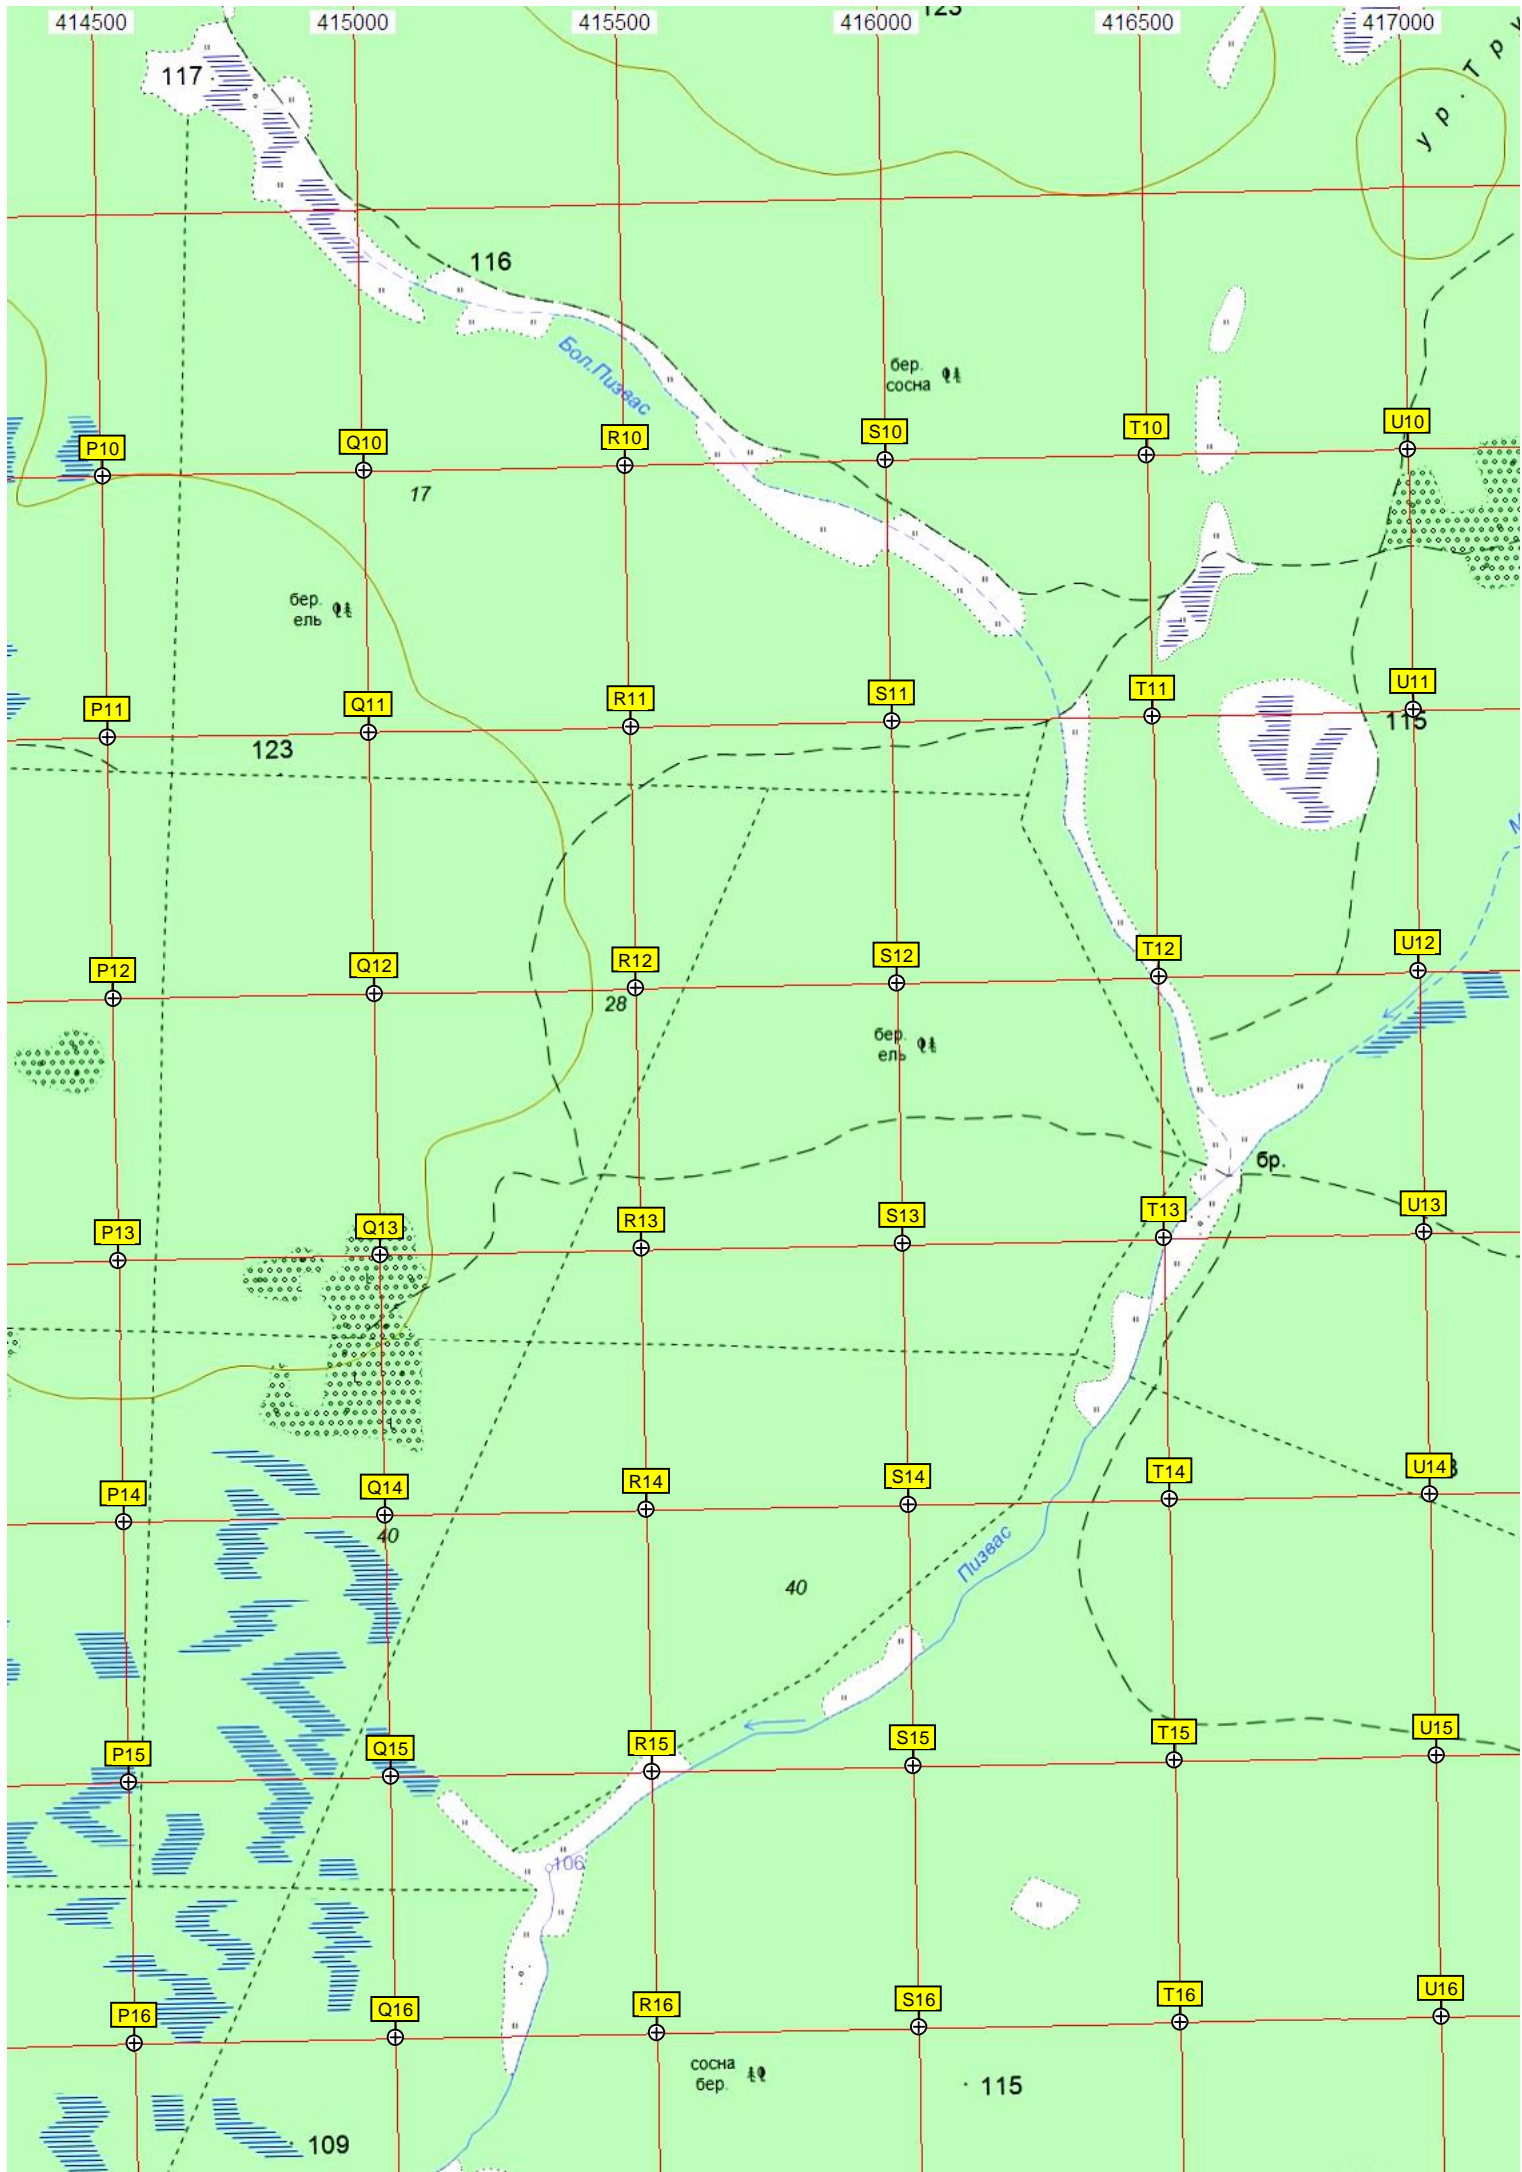 414500 415000 415500 416000 416500 417000
123
117
ур. Тру
116
Бол.Пизвас
бер.
сосна
P10 Q10 R10 S10 T10 U10
17
бер.
ель
P11 Q11 R11 S11 T11 U11
115
123
М
P12 Q12 R12 S12 T12 U12
28
бер.
ель
бр.
P13 Q13 R13 S13 T13 U13
P14 Q14 R14 S14 T14 U14
40
Пизвас
40
P15 Q15 R15 S15 T15 U15
106
P16 Q16 R16 S16 T16 U16
сосна
бер.
115
109